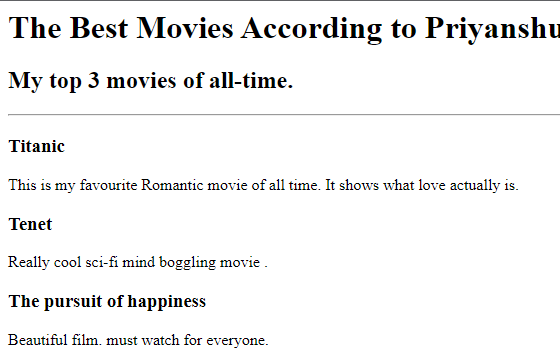 The Best Movies According to Priyanshu
My top 3 movies of all-time.
Titanic
This is my favourite Romantic movie of all time. It shows what love actually is.
Tenet
Really cool sci-fi mind boggling movie .
The pursuit of happiness
Beautiful film. must watch for everyone.